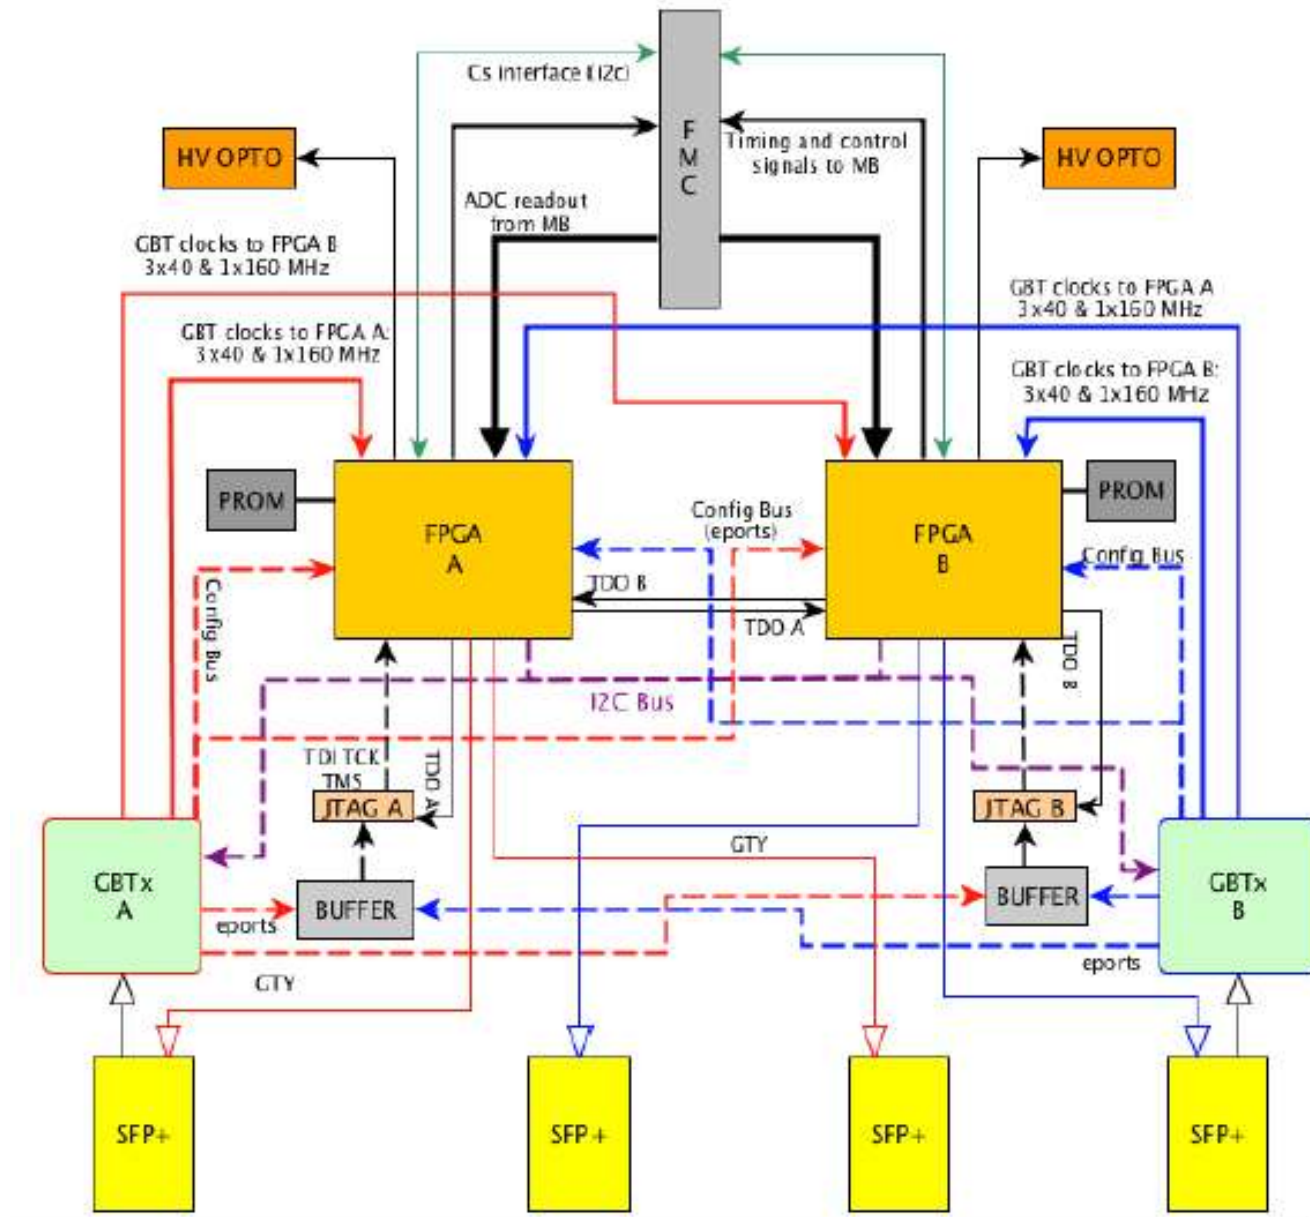 Cs interface (i2c)
F
M
C
HV OPTO
Timing and control
signals to MB
HV OPTO
ADC readout
from MB
GBT clocks to FPGA B
3x40 & 1x160 MHz
GBT clocks to FPGA A
3x40 & 1x160 MHz
GBT clocks to FPGA A:
3x40 & 1x160 MHz
GBT clocks to FPGA B:
3x40 & 1x160 MHz
PROM
FPGA
A
Config Bus
(eports)
FPGA
B
PROM
Config Bus
Config Bus
TDO B
TDO A
TDO B
I2C Bus
TDI TCK
TMS
TDO A
JTAG A
JTAG B
GTY
GBTx
A
BUFFER
BUFFER
GBTx
B
eports
eports
GTY
SFP+
SFP+
SFP+
SFP+